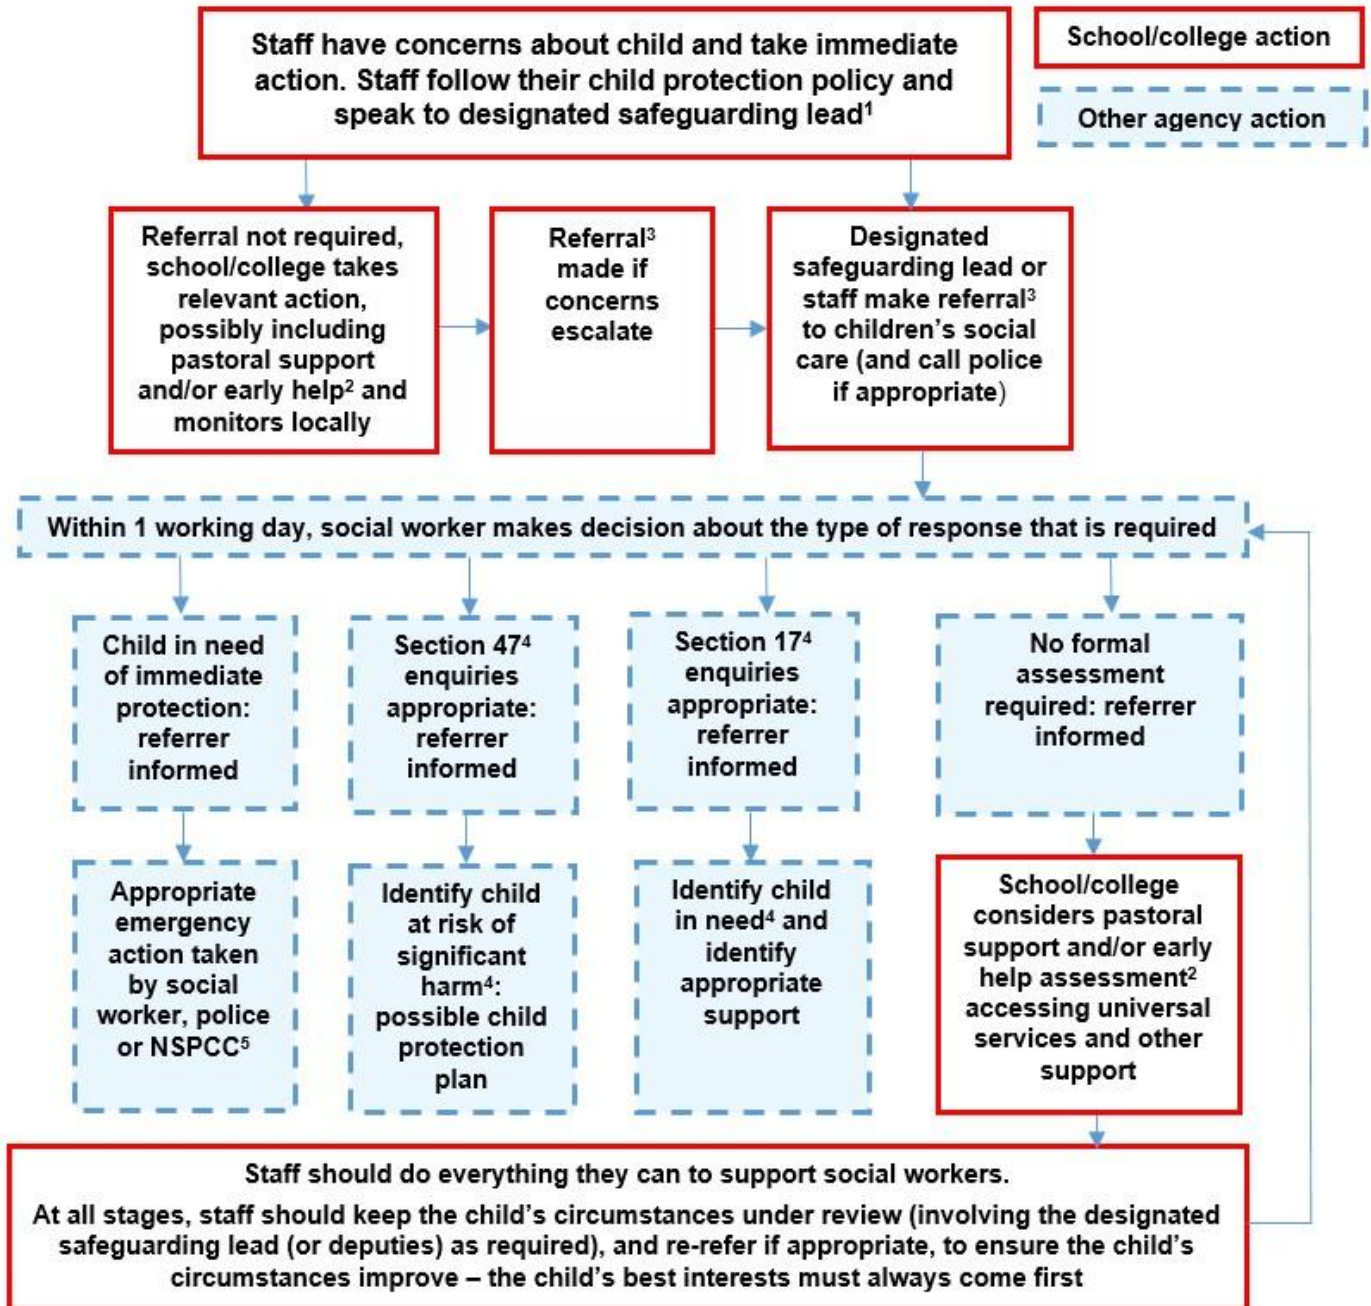 Staff have concerns about child and take immediate
action. Staff follow their child protection policy and
speak to designated safeguarding lead¹
School/college action
Other agency action
Referral not required,
school/college takes
relevant action,
possibly including
pastoral support
and/or early help² and
monitors locally
Referral³
made if
concerns
escalate
Designated
safeguarding lead or
staff make referral³
to children’s social
care (and call police
if appropriate)
Within 1 working day, social worker makes decision about the type of response that is required
Child in need
of immediate
protection:
referrer
informed
Section 47⁴
enquiries
appropriate:
referrer
informed
Section 17⁴
enquiries
appropriate:
referrer
informed
No formal
assessment
required: referrer
informed
Appropriate
emergency
action taken
by social
worker, police
or NSPCC⁵
Identify child
at risk of
significant
harm⁴:
possible child
protection
plan
Identify child
in need⁴ and
identify
appropriate
support
School/college
considers pastoral
support and/or early
help assessment²
accessing universal
services and other
support
Staff should do everything they can to support social workers.
At all stages, staff should keep the child’s circumstances under review (involving the designated
safeguarding lead (or deputies) as required), and re-refer if appropriate, to ensure the child’s
circumstances improve – the child’s best interests must always come first